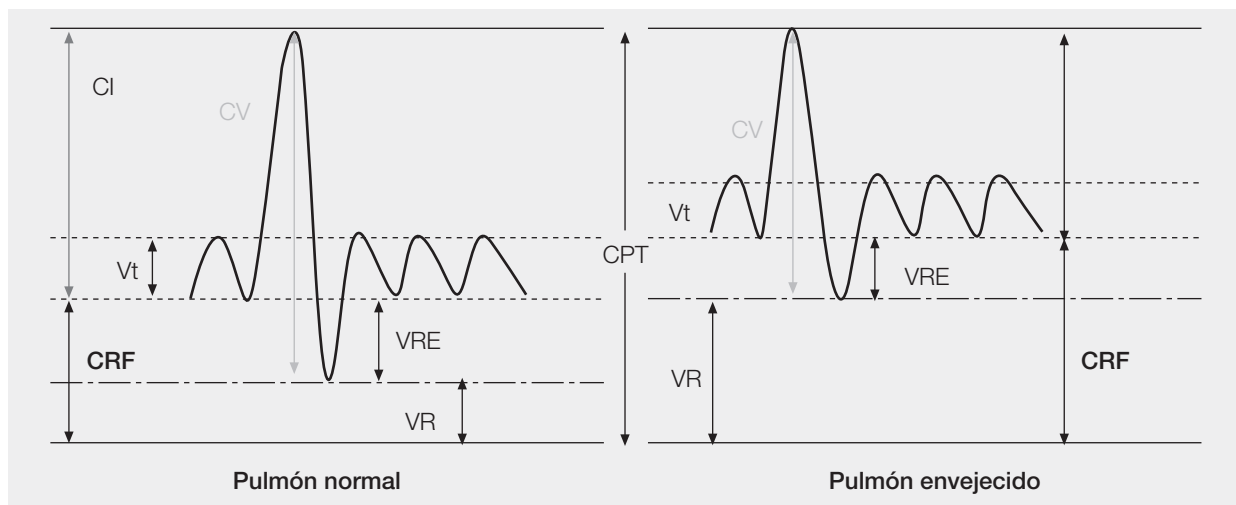 CI
CV
Vt
CRF
VRE
VR
Pulmón normal
CPT
CV
Vt
VRE
VR
CRF
Pulmón envejecido